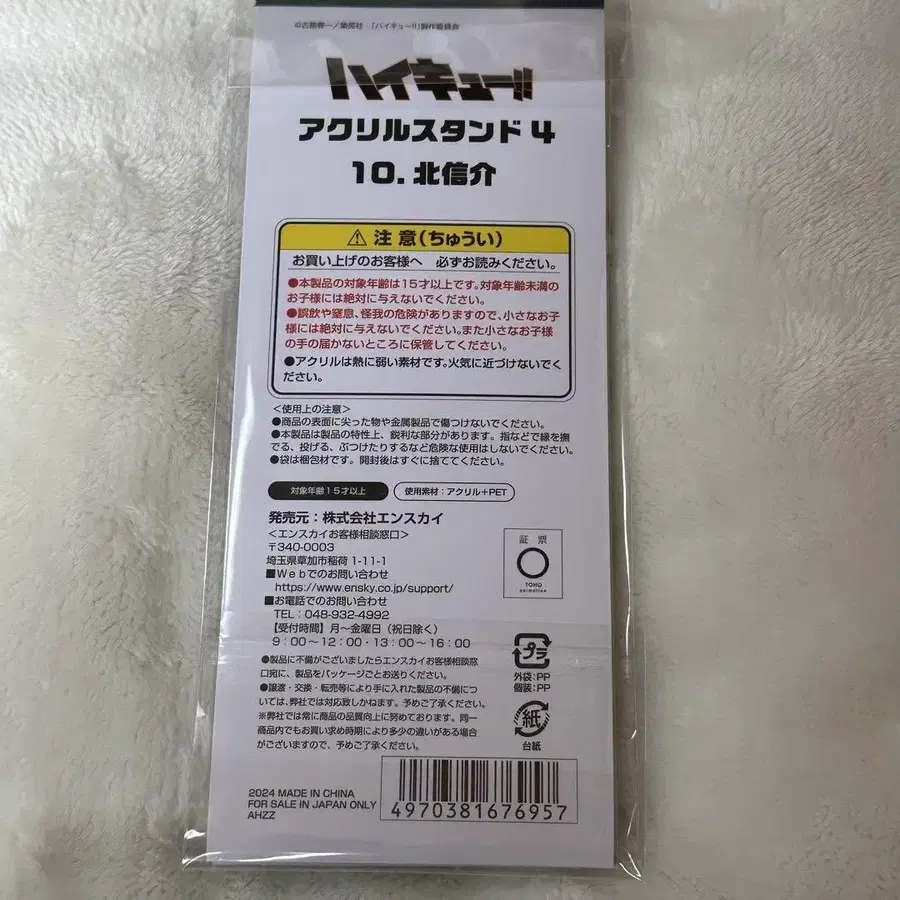 ©古舘春一／集英社・「ハイキュー!!」製作委員会
ハイキュー!!
アクリルスタンド 4
10. 北信介
⚠ 注意(ちゅうい)
お買い上げのお客様へ 必ずお読みください。
●本製品の対象年齢は15才以上です。対象年齢未満の
お子様には絶対に与えないでください。
●誤飲や窒息、怪我の危険がありますので、小さなお子
様には絶対に与えないでください。また小さなお子様
の手の届かないところに保管してください。
●アクリルは熱に弱い素材です。火気に近づけないでく
ださい。
＜使用上の注意＞
●商品の表面に尖った物や金属製品で傷つけないでください。
●本製品は製品の特性上、鋭利な部分があります。指などで縁を撫
でる、投げる、ぶつけたりするなど危険な使用はしないでください。
●袋は梱包材です。開封後はすぐに捨ててください。
対象年齢15才以上
使用素材：アクリル+PET
発売元：株式会社エンスカイ
＜エンスカイお客様相談窓口＞
〒340-0003
埼玉県草加市稲荷 1-11-1
■Webでのお問い合わせ
https://www.ensky.co.jp/support/
■お電話でのお問い合わせ
TEL：048-932-4992
【受付時間】月～金曜日（祝日除く）
9：00～12：00・13：00～16：00
証票
TOHO
animation
●製品に不備がございましたらエンスカイお客様相談窓
口宛に、製品をパッケージごとお送りください。
●譲渡・交換・転売等により手に入れた製品の不備につ
いては、弊社では対応致しかねます。予めご了承ください。
※弊社では常に商品の品質向上に努めております。同一
商品内でもお買い求め時期により多少の違いがある場合
がございますので、予めご了承ください。
プラ
外袋：PP
個装：PP
紙
台紙
2024 MADE IN CHINA
FOR SALE IN JAPAN ONLY
AHZZ
4970381676957